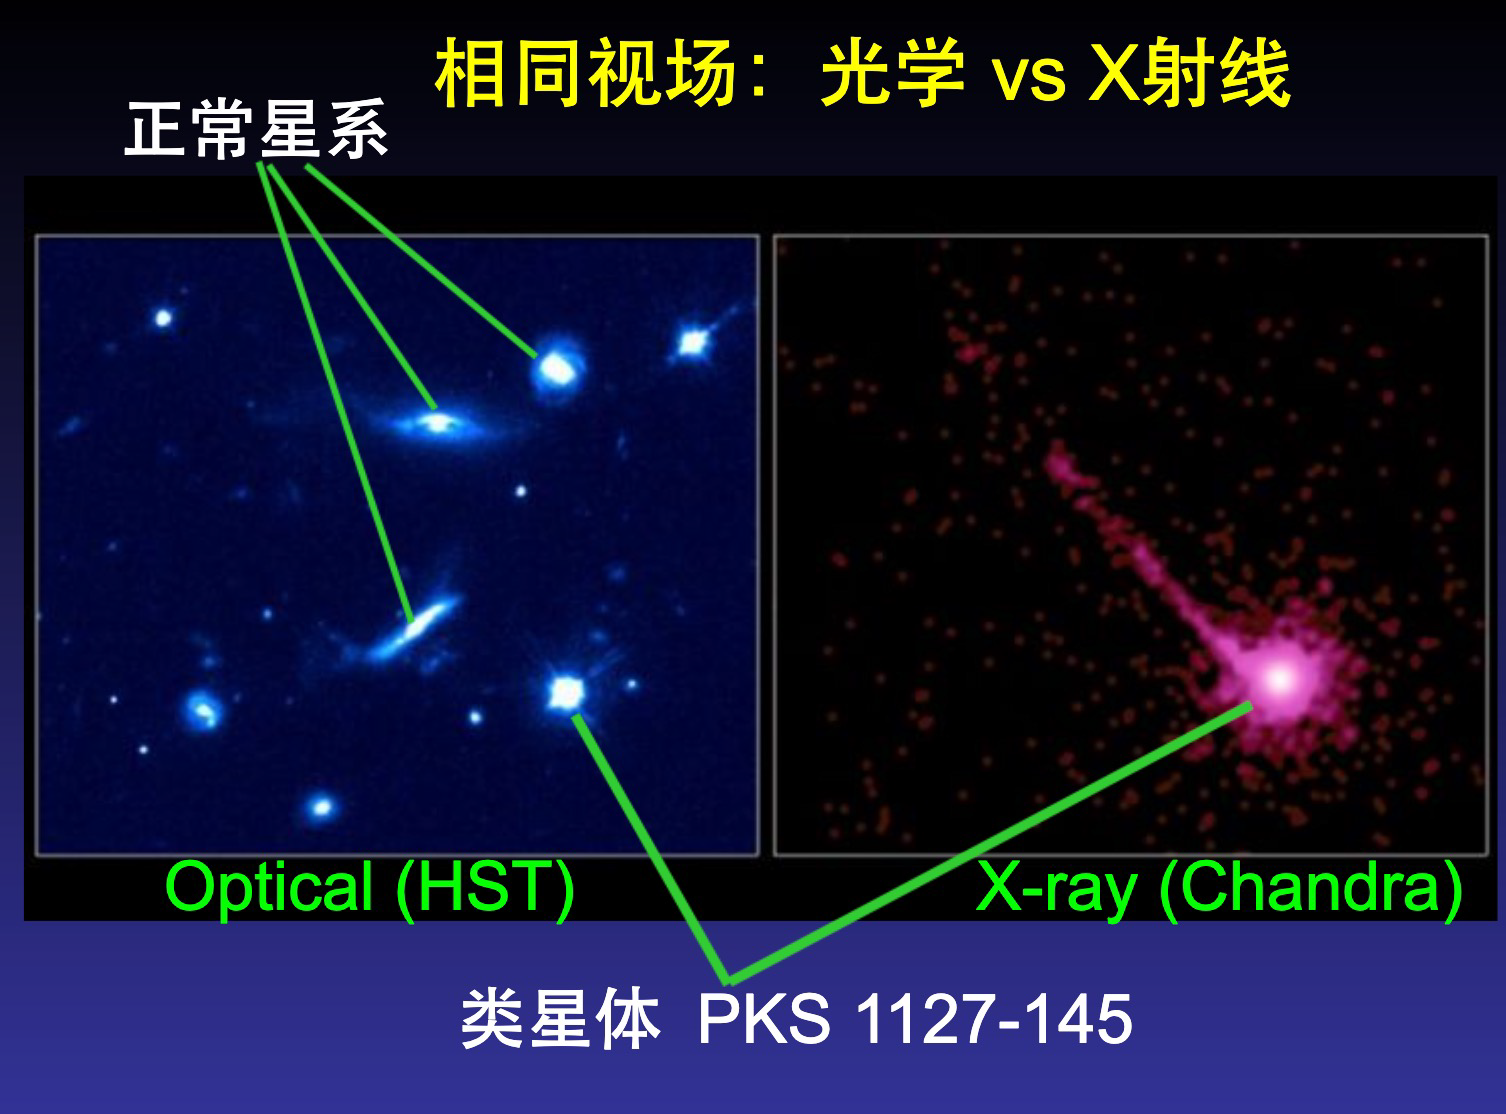 相同视场：光学 vs X射线
正常星系
Optical (HST)
X-ray (Chandra)
类星体 PKS 1127-145